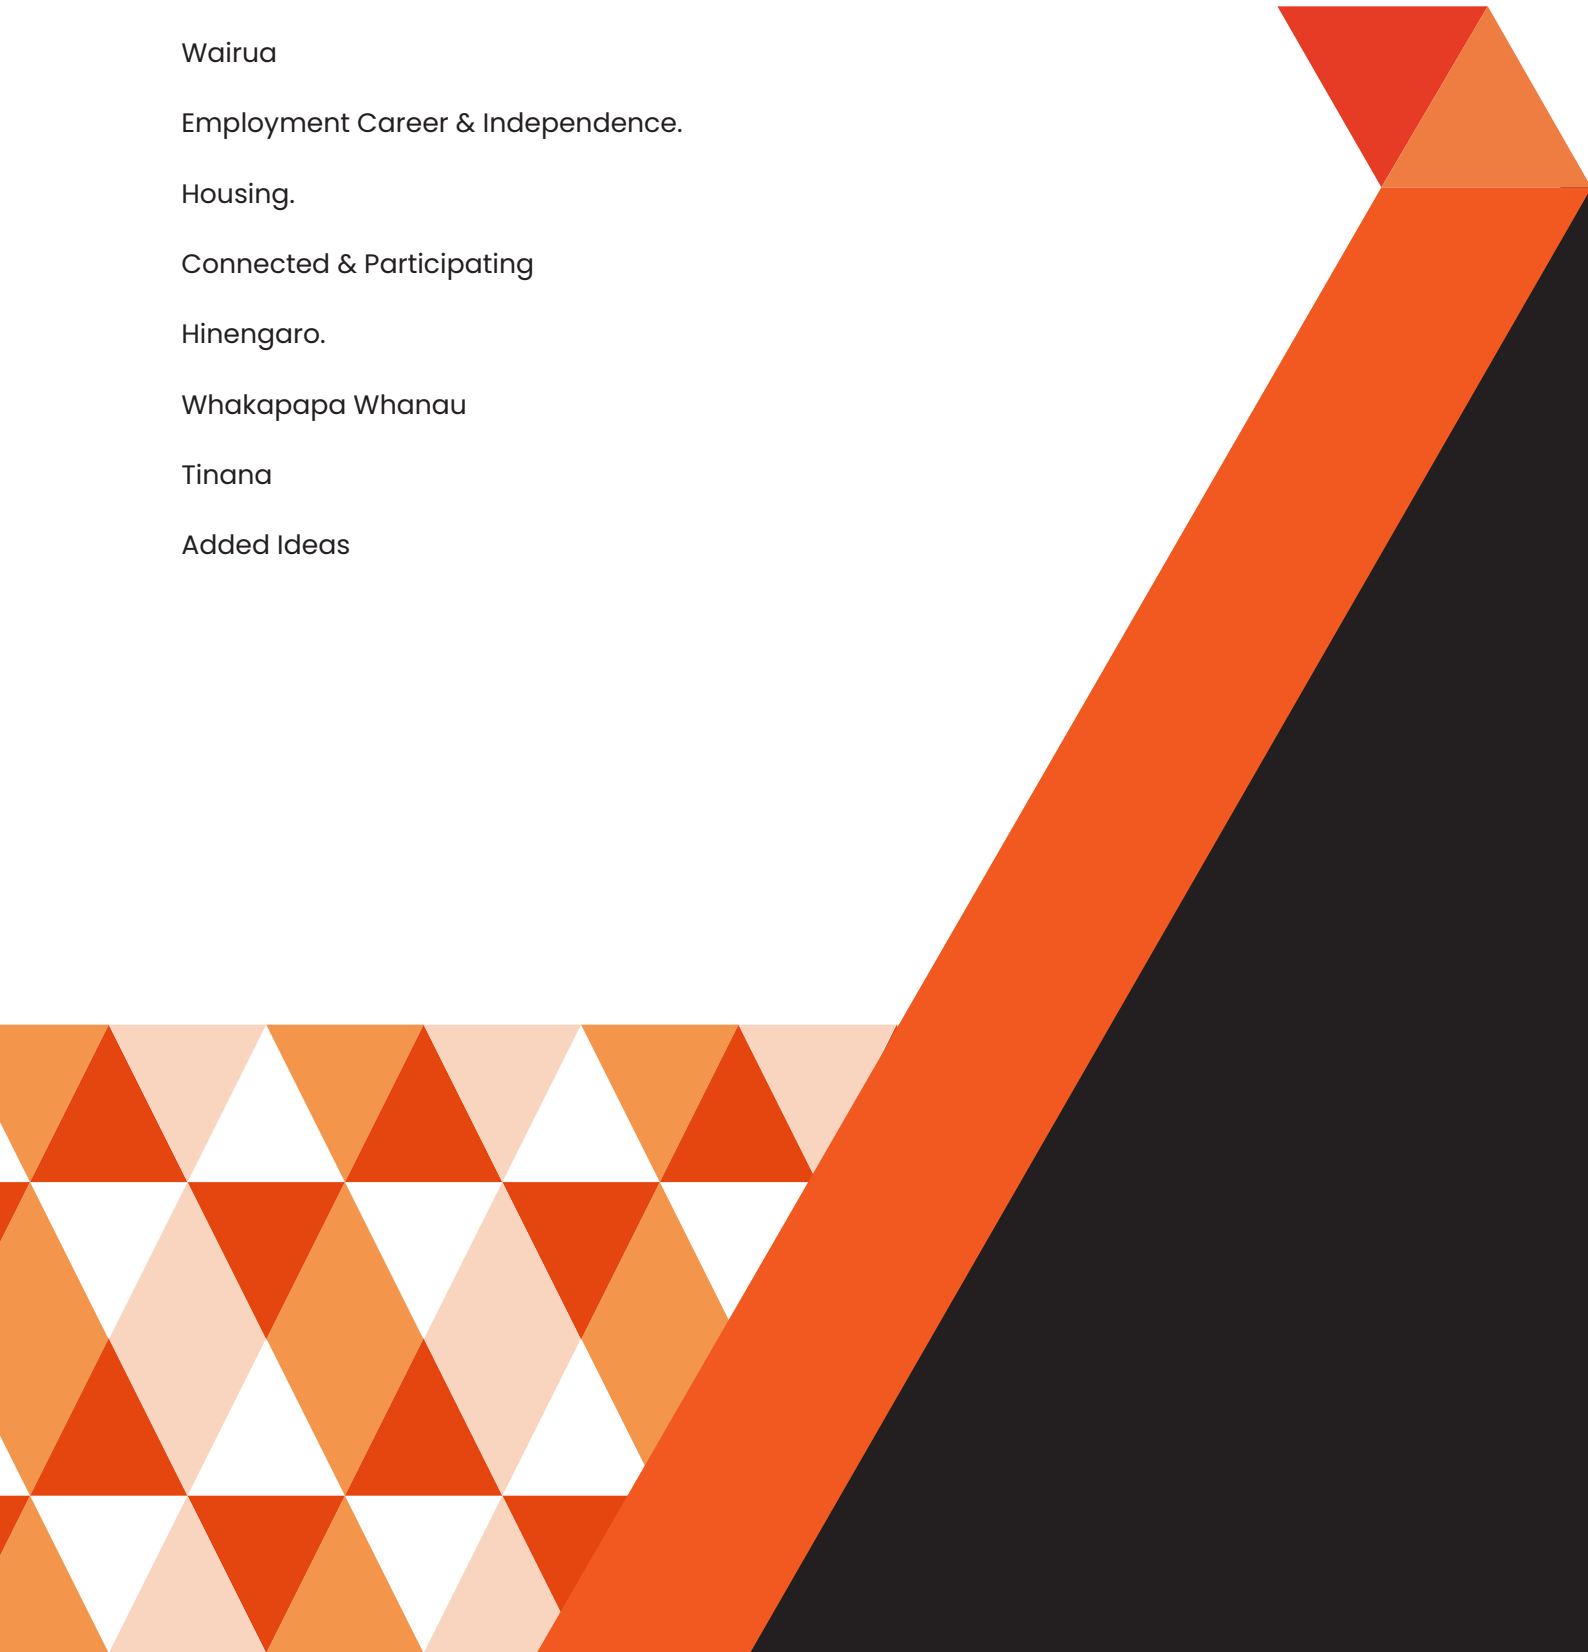 Wairua
Employment Career & Independence.
Housing.
Connected & Participating
Hinengaro.
Whakapapa Whanau
Tinana
Added Ideas